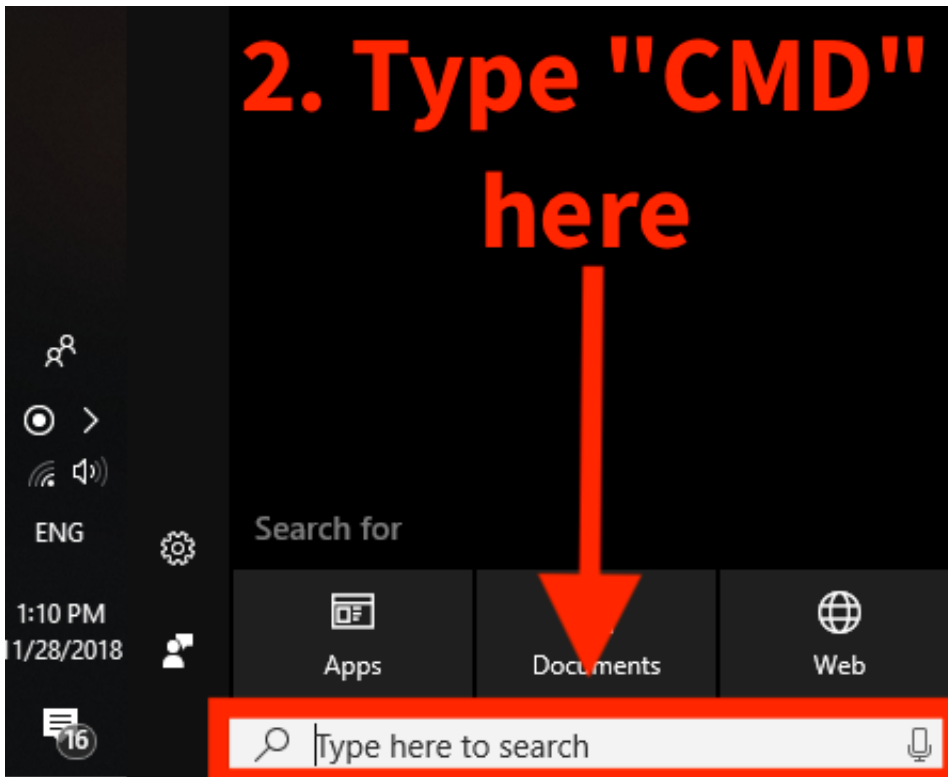 2. Type "CMD"
here
ENG
1:10 PM
11/28/2018
16
Search for
Apps
Documents
Web
Type here to search